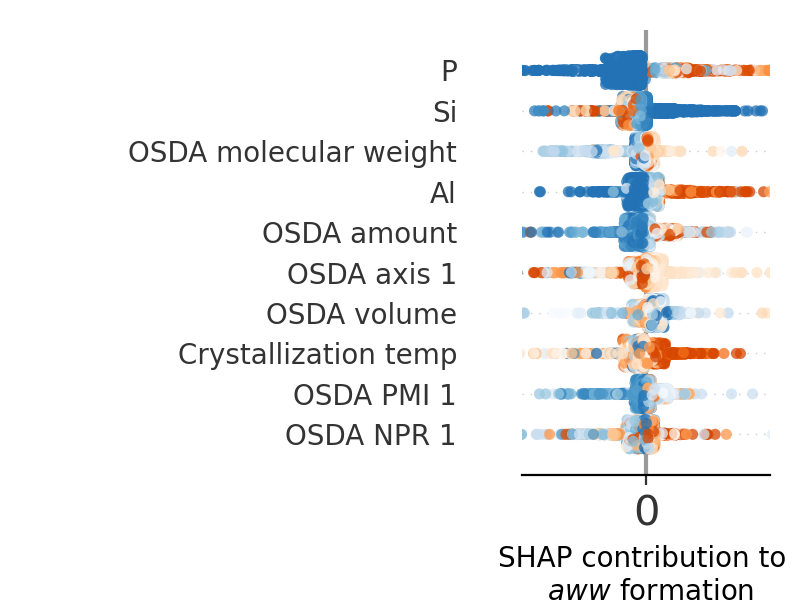 P
Si
OSDA molecular weight
Al
OSDA amount
OSDA axis 1
OSDA volume
Crystallization temp
OSDA PMI 1
OSDA NPR 1
0
SHAP contribution to
aww formation